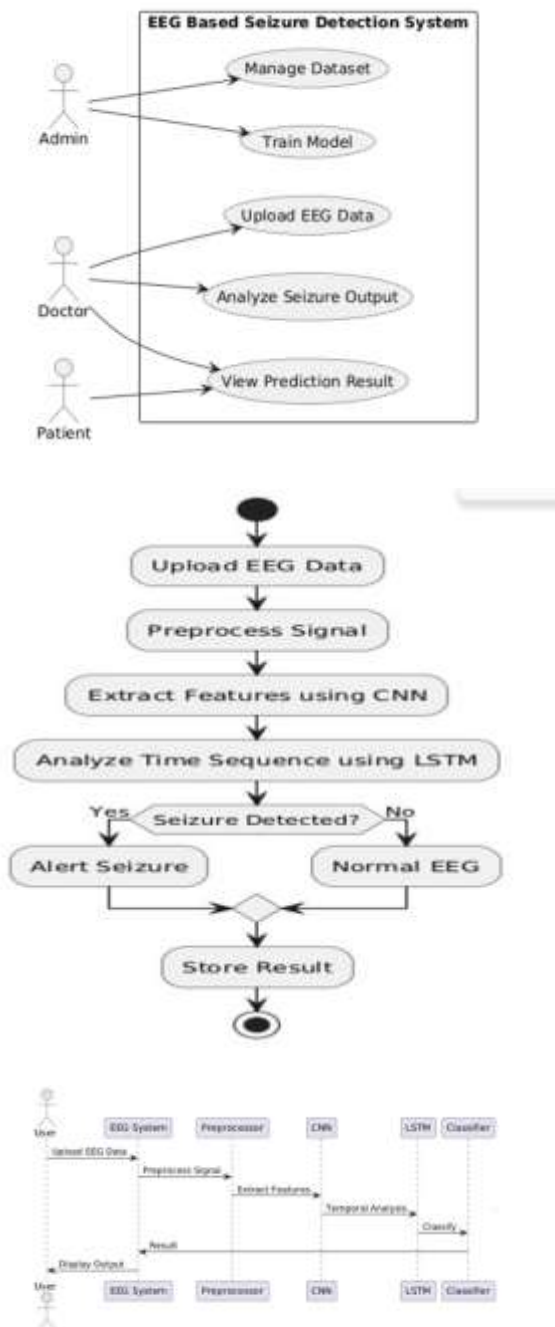 EEG Based Seizure Detection System
Manage Dataset
Admin
Train Model
Upload EEG Data
Doctor
Analyze Seizure Output
View Prediction Result
Patient
Upload EEG Data
Preprocess Signal
Extract Features using CNN
Analyze Time Sequence using LSTM
Yes
Seizure Detected?
No
Alert Seizure
Normal EEG
Store Result
User
EEG System
Preprocessor
CNN
LSTM
Classifier
Upload EEG Data
Preprocess Signal
Extract Features
Temporal Analysis
Classify
Result
Display Output
User
EEG System
Preprocessor
CNN
LSTM
Classifier